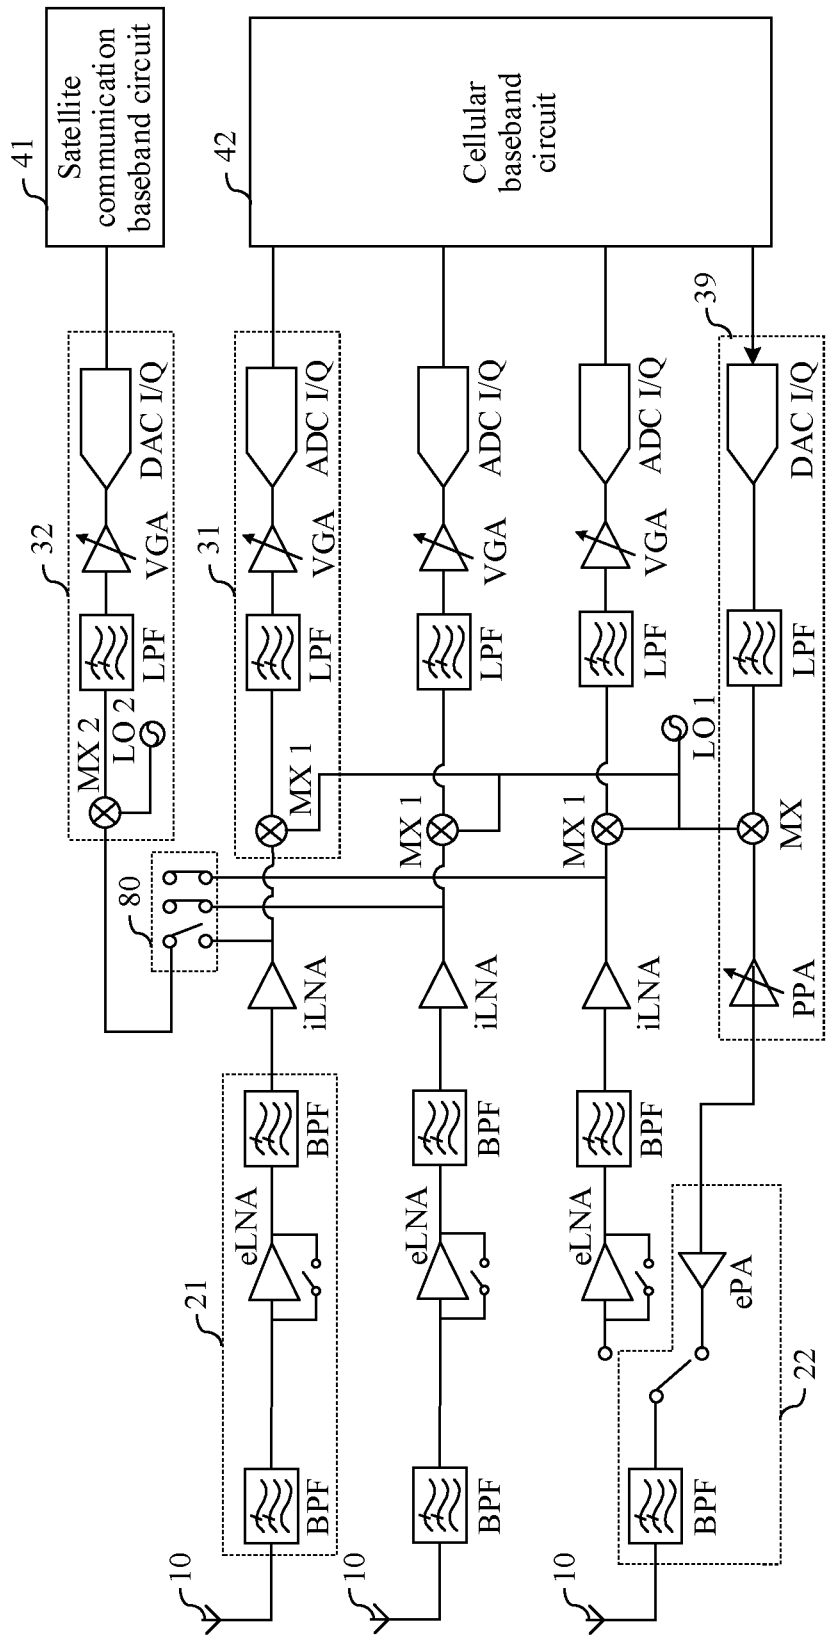 41
Satellite
communication
baseband circuit
42
Cellular
baseband
circuit
32
MX 2
LO 2
LPF
VGA
DAC I/Q
80
31
10
21
BPF
eLNA
BPF
iLNA
MX 1
LPF
VGA
ADC I/Q
10
BPF
eLNA
BPF
iLNA
MX 1
LPF
VGA
ADC I/Q
10
eLNA
BPF
iLNA
MX 1
LPF
VGA
ADC I/Q
LO 1
39
BPF
22
ePA
PPA
MX
LPF
DAC I/Q